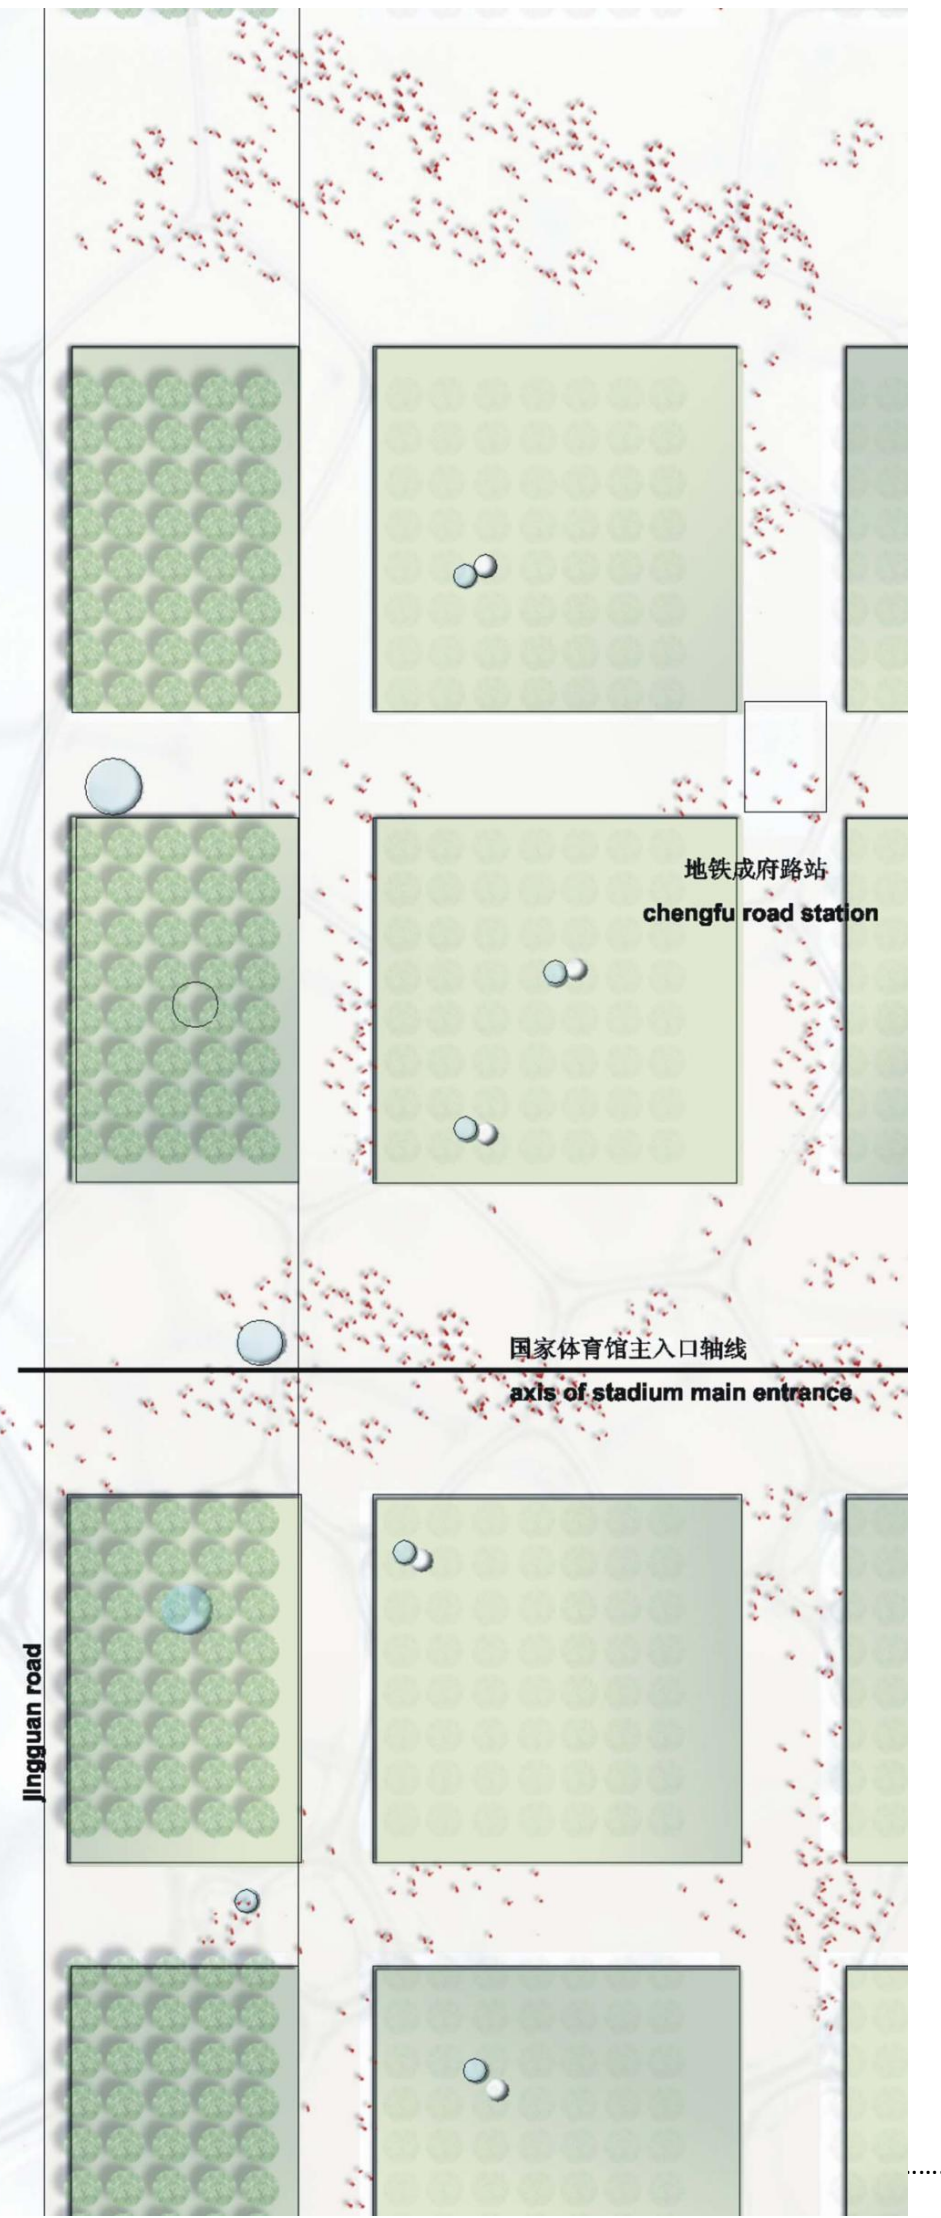 地铁成府路站
chengfu road station
国家体育馆主入口轴线
axis of stadium main entrance
jingguan road